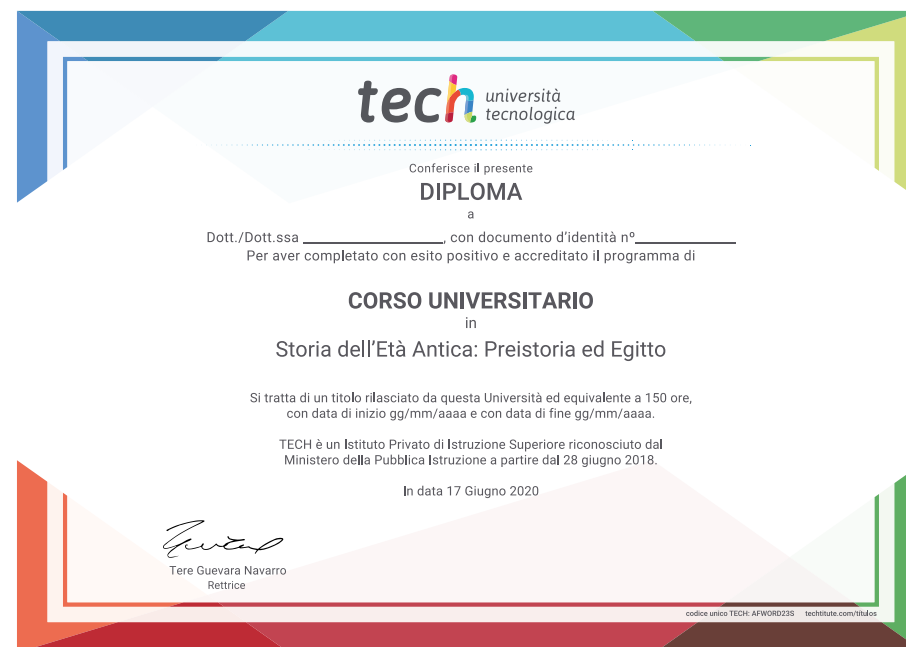 tech università
tecnologica
Conferisce il presente
DIPLOMA
a
Dott./Dott.ssa ____________________, con documento d'identità nº______________
Per aver completato con esito positivo e accreditato il programma di
CORSO UNIVERSITARIO
in
Storia dell'Età Antica: Preistoria ed Egitto
Si tratta di un titolo rilasciato da questa Università ed equivalente a 150 ore,
con data di inizio gg/mm/aaaa e con data di fine gg/mm/aaaa.
TECH è un Istituto Privato di Istruzione Superiore riconosciuto dal
Ministero della Pubblica Istruzione a partire dal 28 giugno 2018.
In data 17 Giugno 2020
Tere Guevara Navarro
Rettrice
codice unico TECH: AFWORD23S techtitute.com/títulos